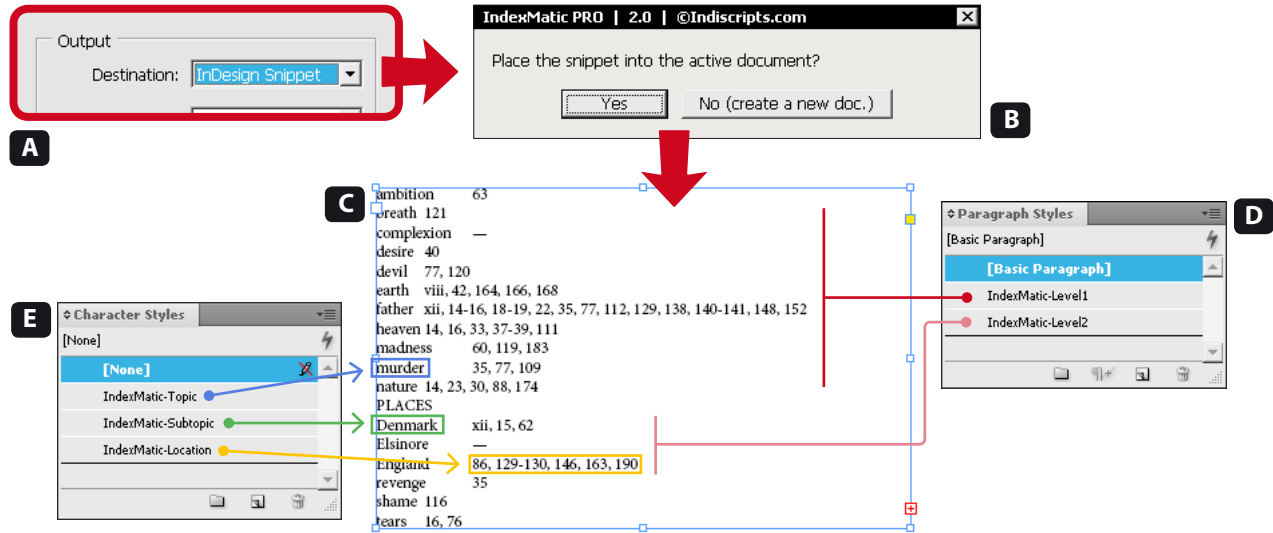 Output
Destination: InDesign Snippet
A
IndexMatic PRO | 2.0 | ©Indiscripts.com
Place the snippet into the active document?
Yes
No (create a new doc.)
B
C
ambition 63
breath 121
complexion —
desire 40
devil 77, 120
earth viii, 42, 164, 166, 168
father xii, 14-16, 18-19, 22, 35, 77, 112, 129, 138, 140-141, 148, 152
heaven 14, 16, 33, 37-39, 111
madness 60, 119, 183
murder 35, 77, 109
nature 14, 23, 30, 88, 174
PLACES
Denmark xii, 15, 62
Elsinore —
England 86, 129-130, 146, 163, 190
revenge 35
shame 116
tears 16, 76
Paragraph Styles
D
[Basic Paragraph]
[Basic Paragraph]
IndexMatic-Level1
IndexMatic-Level2
E
Character Styles
[None]
[None]
IndexMatic-Topic
IndexMatic-Subtopic
IndexMatic-Location